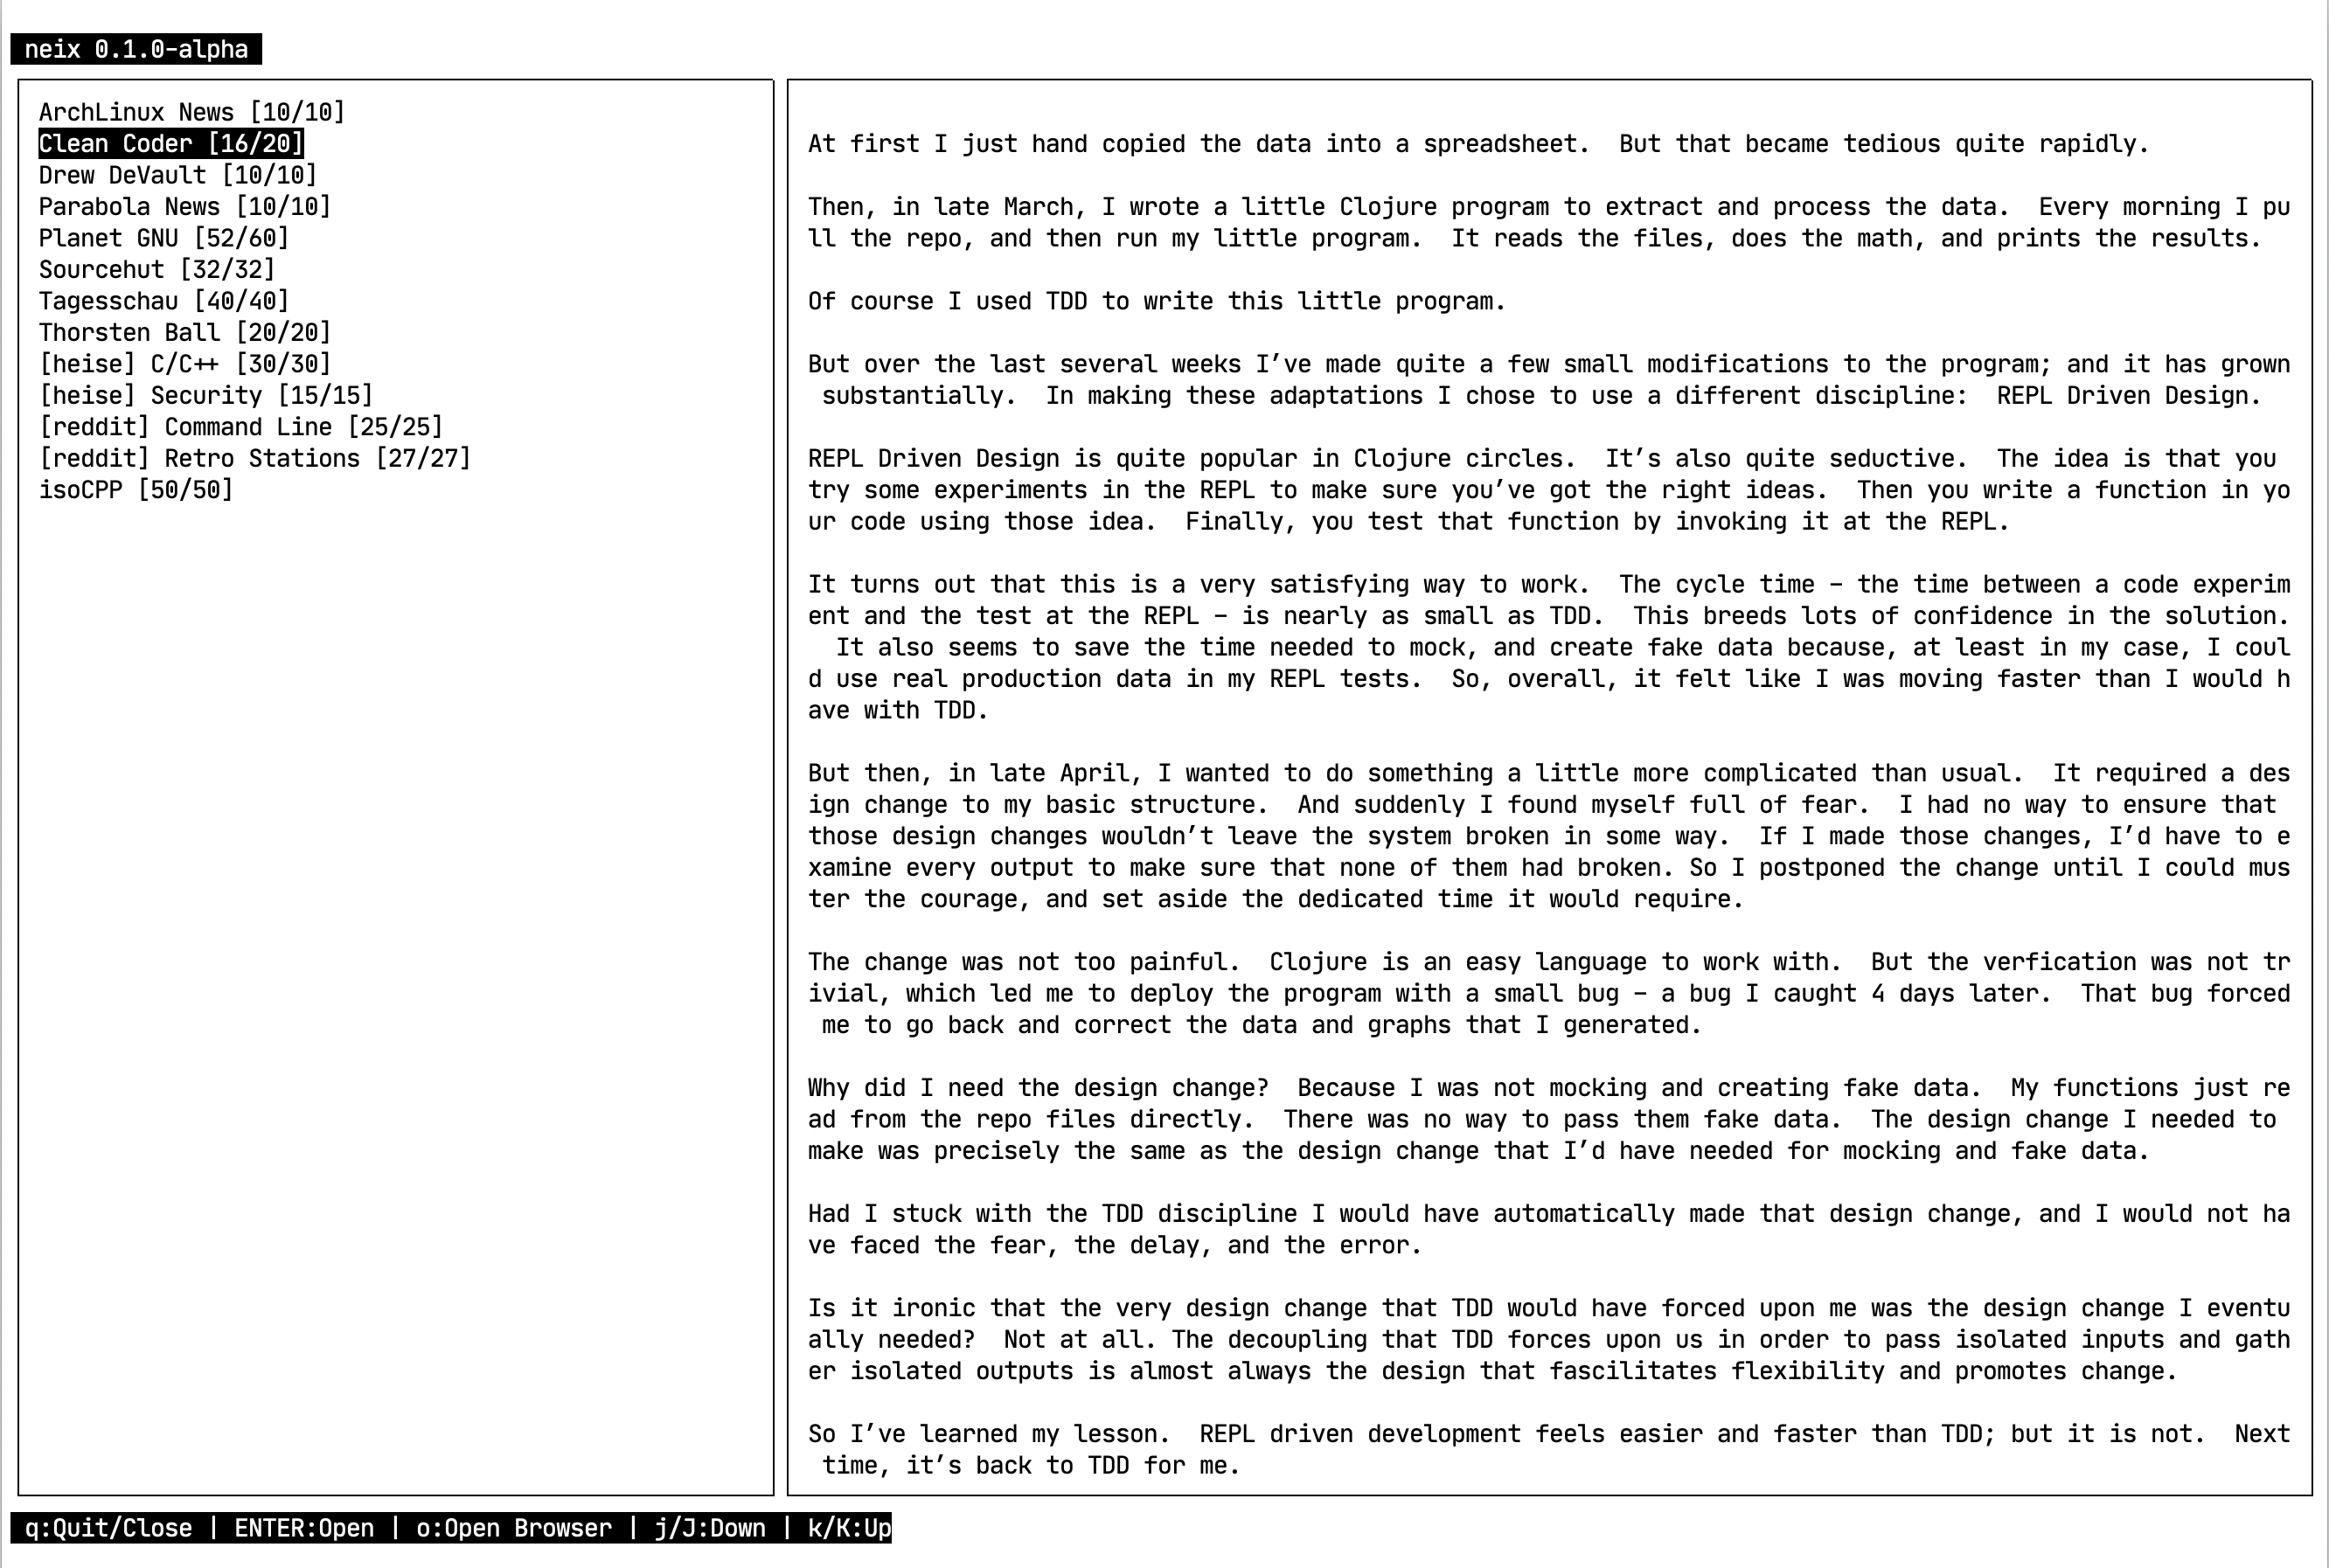 neix 0.1.0-alpha
ArchLinux News [10/10]
Clean Coder [16/20]
Drew DeVault [10/10]
Parabola News [10/10]
Planet GNU [52/60]
Sourcehut [32/32]
Tagesschau [40/40]
Thorsten Ball [20/20]
[heise] C/C++ [30/30]
[heise] Security [15/15]
[reddit] Command Line [25/25]
[reddit] Retro Stations [27/27]
isoCPP [50/50]
At first I just hand copied the data into a spreadsheet.  But that became tedious quite rapidly.
Then, in late March, I wrote a little Clojure program to extract and process the data.  Every morning I pu
ll the repo, and then run my little program.  It reads the files, does the math, and prints the results.
Of course I used TDD to write this little program.
But over the last several weeks I’ve made quite a few small modifications to the program; and it has grown
 substantially.  In making these adaptations I chose to use a different discipline:  REPL Driven Design.
REPL Driven Design is quite popular in Clojure circles.  It’s also quite seductive.  The idea is that you
try some experiments in the REPL to make sure you’ve got the right ideas.  Then you write a function in yo
ur code using those idea.  Finally, you test that function by invoking it at the REPL.
It turns out that this is a very satisfying way to work.  The cycle time – the time between a code experim
ent and the test at the REPL – is nearly as small as TDD.  This breeds lots of confidence in the solution.
  It also seems to save the time needed to mock, and create fake data because, at least in my case, I coul
d use real production data in my REPL tests.  So, overall, it felt like I was moving faster than I would h
ave with TDD.
But then, in late April, I wanted to do something a little more complicated than usual.  It required a des
ign change to my basic structure.  And suddenly I found myself full of fear.  I had no way to ensure that
those design changes wouldn’t leave the system broken in some way.  If I made those changes, I’d have to e
xamine every output to make sure that none of them had broken. So I postponed the change until I could mus
ter the courage, and set aside the dedicated time it would require.
The change was not too painful.  Clojure is an easy language to work with.  But the verfication was not tr
ivial, which led me to deploy the program with a small bug – a bug I caught 4 days later.  That bug forced
 me to go back and correct the data and graphs that I generated.
Why did I need the design change?  Because I was not mocking and creating fake data.  My functions just re
ad from the repo files directly.  There was no way to pass them fake data.  The design change I needed to
make was precisely the same as the design change that I’d have needed for mocking and fake data.
Had I stuck with the TDD discipline I would have automatically made that design change, and I would not ha
ve faced the fear, the delay, and the error.
Is it ironic that the very design change that TDD would have forced upon me was the design change I eventu
ally needed?  Not at all. The decoupling that TDD forces upon us in order to pass isolated inputs and gath
er isolated outputs is almost always the design that fascilitates flexibility and promotes change.
So I’ve learned my lesson.  REPL driven development feels easier and faster than TDD; but it is not.  Next
 time, it’s back to TDD for me.
q:Quit/Close | ENTER:Open | o:Open Browser | j/J:Down | k/K:Up